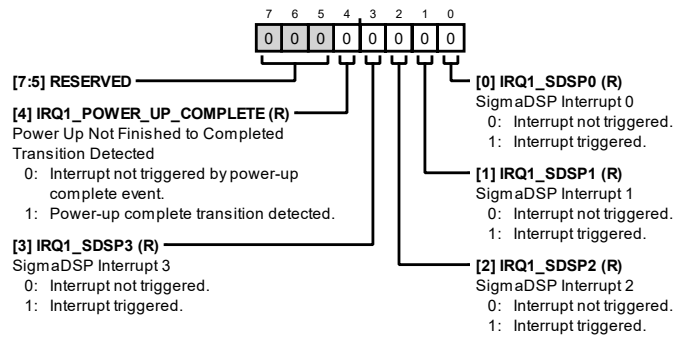 7 6 5 4 3 2 1 0
0 0 0 0 0 0 0 0
[7:5] RESERVED
[4] IRQ1_POWER_UP_COMPLETE (R)
Power Up Not Finished to Completed
Transition Detected
0: Interrupt not triggered by power-up
complete event.
1: Power-up complete transition detected.
[3] IRQ1_SDSP3 (R)
SigmaDSP Interrupt 3
0: Interrupt not triggered.
1: Interrupt triggered.
[0] IRQ1_SDSP0 (R)
SigmaDSP Interrupt 0
0: Interrupt not triggered.
1: Interrupt triggered.
[1] IRQ1_SDSP1 (R)
SigmaDSP Interrupt 1
0: Interrupt not triggered.
1: Interrupt triggered.
[2] IRQ1_SDSP2 (R)
SigmaDSP Interrupt 2
0: Interrupt not triggered.
1: Interrupt triggered.